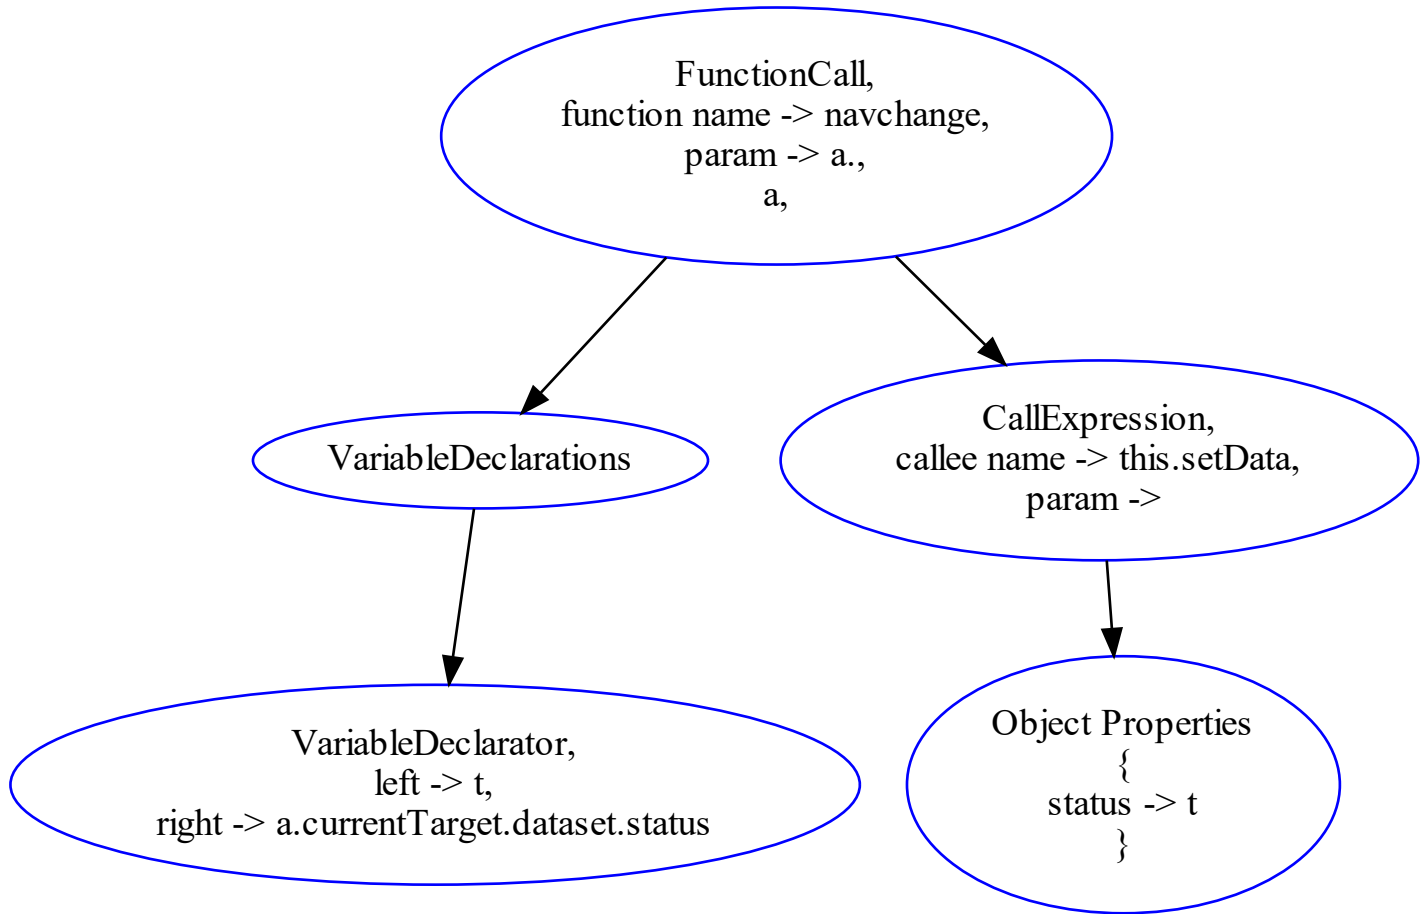 FunctionCall,
function name -> navchange,
param -> a.,
a,
VariableDeclarations
CallExpression,
callee name -> this.setData,
param ->
VariableDeclarator,
left -> t,
right -> a.currentTarget.dataset.status
Object Properties
{
status -> t
}